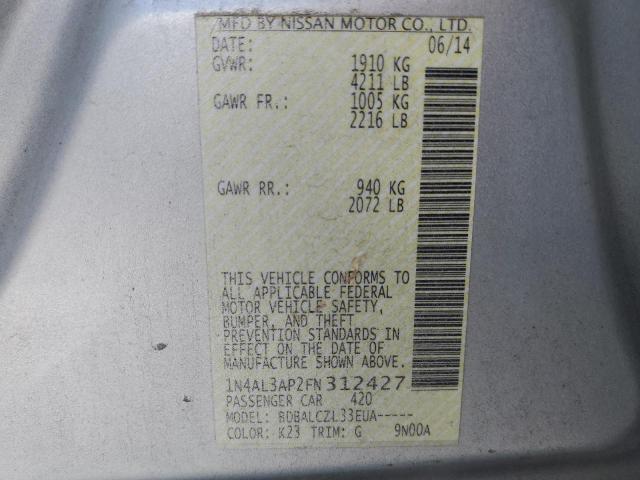 MFD BY NISSAN MOTOR CO., LTD.
DATE: 06/14
GVWR: 1910 KG
4211 LB
GAWR FR.: 1005 KG
2216 LB
GAWR RR.: 940 KG
2072 LB
THIS VEHICLE CONFORMS TO
ALL APPLICABLE FEDERAL
MOTOR VEHICLE SAFETY,
BUMPER, AND THEFT
PREVENTION STANDARDS IN
EFFECT ON THE DATE OF
MANUFACTURE SHOWN ABOVE.
1N4AL3AP2FN312427
PASSENGER CAR 420
MODEL: BDBALCZL33EUA-----
COLOR: K23 TRIM: G 9N00A